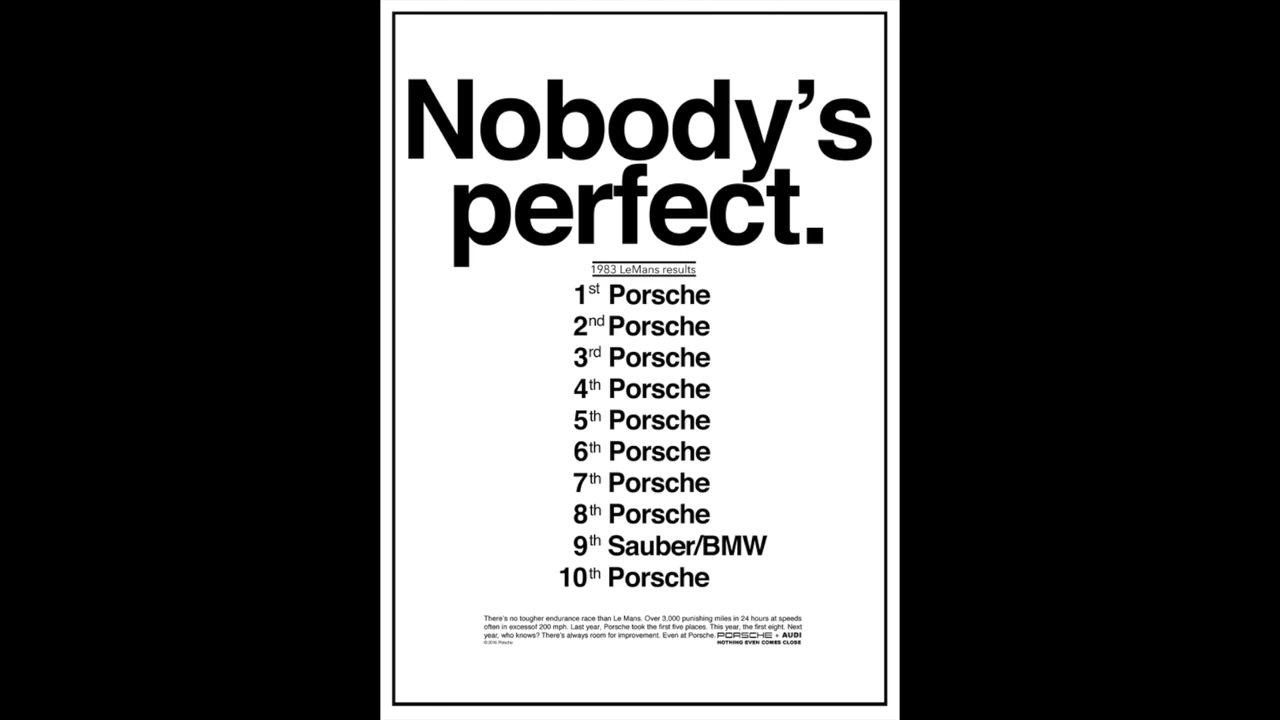 Nobody's
perfect.
1983 LeMans results
1st Porsche
2nd Porsche
3rd Porsche
4th Porsche
5th Porsche
6th Porsche
7th Porsche
8th Porsche
9th Sauber/BMW
10th Porsche
There's no tougher endurance race than Le Mans. Over 3,000 punishing miles in 24 hours at speeds
often in excessof 200 mph. Last year, Porsche took the first five places. This year, the first eight. Next
year, who knows? There's always room for improvement. Even at Porsche. PORSCHE + AUDI
NOTHING EVEN COMES CLOSE